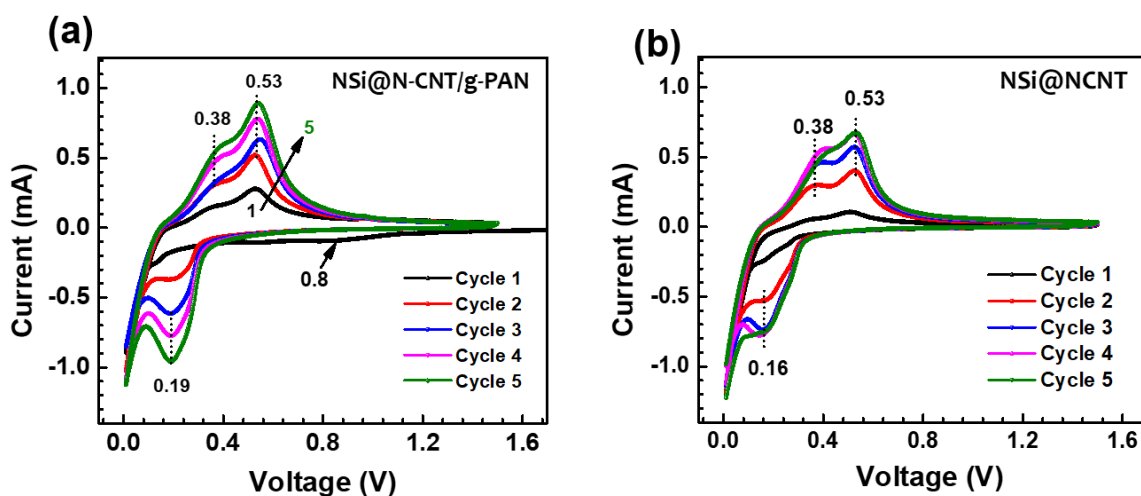 (a)
NSi@N-CNT/g-PAN
0.53
0.38
5
1
0.8
0.19
Cycle 1
Cycle 2
Cycle 3
Cycle 4
Cycle 5
1.0
0.5
0.0
-0.5
-1.0
Current (mA)
0.0 0.4 0.8 1.2 1.6
Voltage (V)
(b)
NSi@NCNT
0.53
0.38
0.16
Cycle 1
Cycle 2
Cycle 3
Cycle 4
Cycle 5
1.0
0.5
0.0
-0.5
-1.0
Current (mA)
0.0 0.4 0.8 1.2 1.6
Voltage (V)